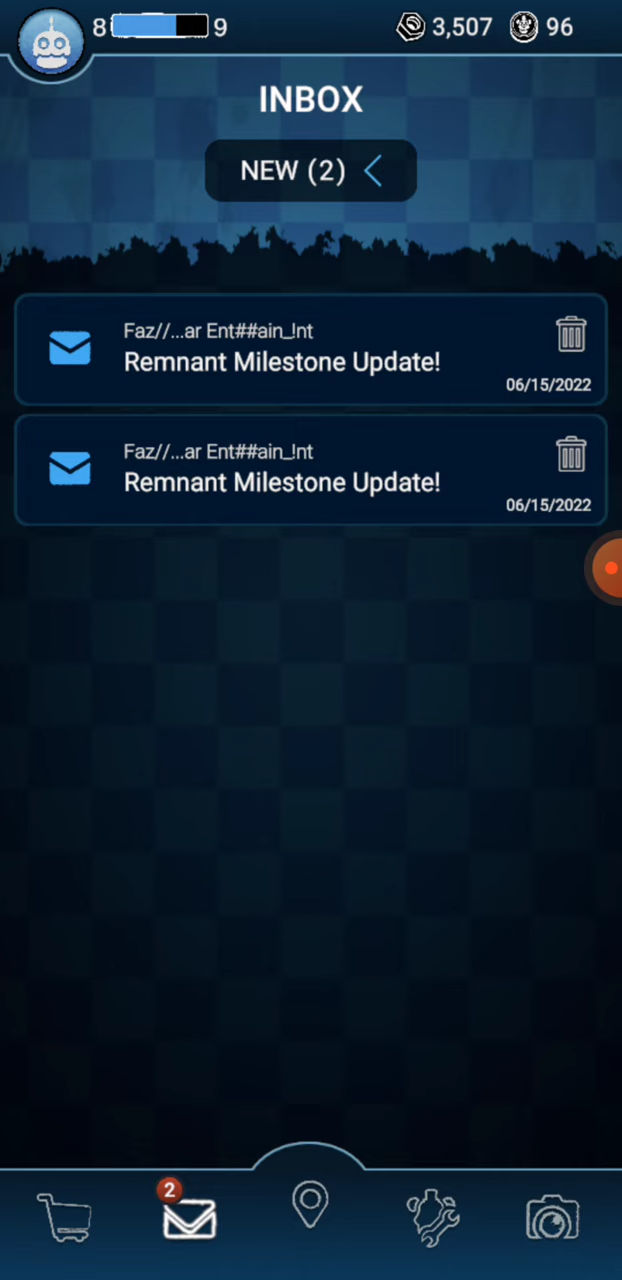 8 9 3,507 96
INBOX
NEW (2)
Faz//...ar Ent##ain_!nt
Remnant Milestone Update!
06/15/2022
Faz//...ar Ent##ain_!nt
Remnant Milestone Update!
06/15/2022
2